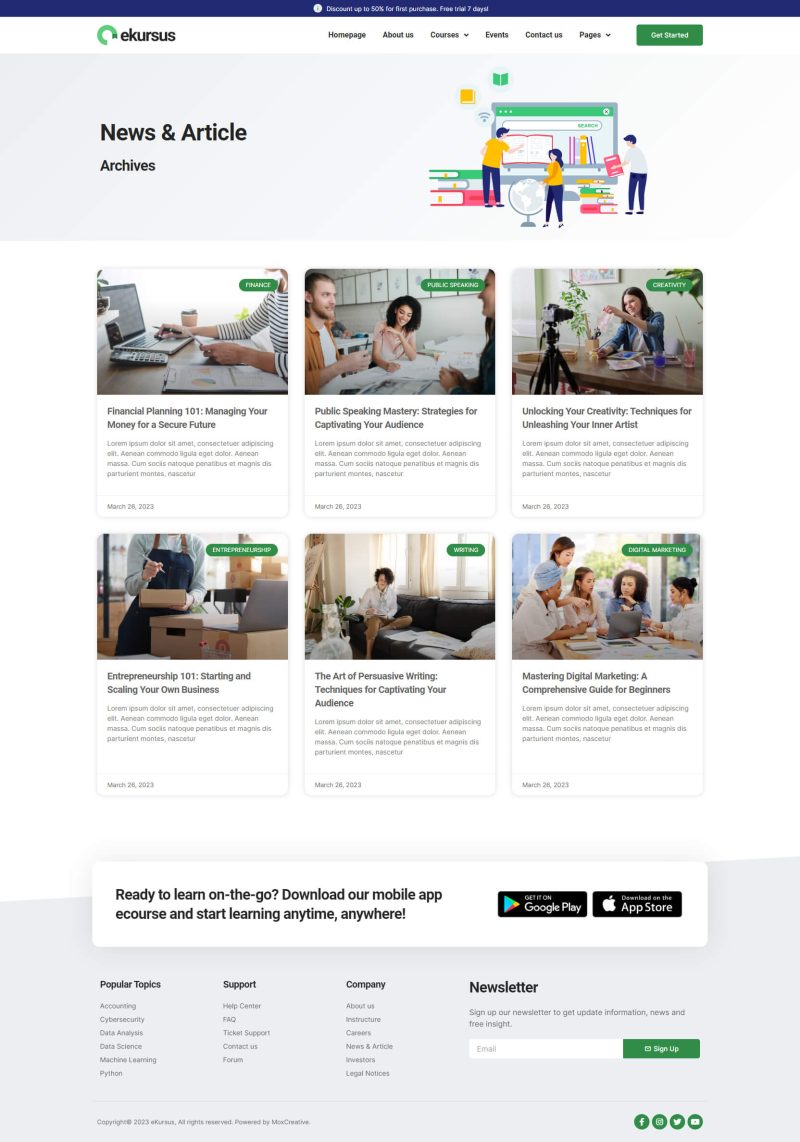 Discount up to 50% for first purchase. Free trial 7 days!
ekursus
Homepage
About us
Courses
Events
Contact us
Pages
Get Started
News & Article
Archives
SEARCH
FINANCE
PUBLIC SPEAKING
CREATIVITY
Financial Planning 101: Managing Your
Money for a Secure Future
Lorem ipsum dolor sit amet, consectetuer adipiscing
elit. Aenean commodo ligula eget dolor. Aenean
massa. Cum sociis natoque penatibus et magnis dis
parturient montes, nascetur
March 26, 2023
Public Speaking Mastery: Strategies for
Captivating Your Audience
Lorem ipsum dolor sit amet, consectetuer adipiscing
elit. Aenean commodo ligula eget dolor. Aenean
massa. Cum sociis natoque penatibus et magnis dis
parturient montes, nascetur
March 26, 2023
Unlocking Your Creativity: Techniques for
Unleashing Your Inner Artist
Lorem ipsum dolor sit amet, consectetuer adipiscing
elit. Aenean commodo ligula eget dolor. Aenean
massa. Cum sociis natoque penatibus et magnis dis
parturient montes, nascetur
March 26, 2023
ENTREPRENEURSHIP
WRITING
DIGITAL MARKETING
Entrepreneurship 101: Starting and
Scaling Your Own Business
Lorem ipsum dolor sit amet, consectetuer adipiscing
elit. Aenean commodo ligula eget dolor. Aenean
massa. Cum sociis natoque penatibus et magnis dis
parturient montes, nascetur
March 26, 2023
The Art of Persuasive Writing:
Techniques for Captivating Your
Audience
Lorem ipsum dolor sit amet, consectetuer adipiscing
elit. Aenean commodo ligula eget dolor. Aenean
massa. Cum sociis natoque penatibus et magnis dis
parturient montes, nascetur
March 26, 2023
Mastering Digital Marketing: A
Comprehensive Guide for Beginners
Lorem ipsum dolor sit amet, consectetuer adipiscing
elit. Aenean commodo ligula eget dolor. Aenean
massa. Cum sociis natoque penatibus et magnis dis
parturient montes, nascetur
March 26, 2023
Ready to learn on-the-go? Download our mobile app
ecourse and start learning anytime, anywhere!
GET IT ON
Google Play
Download on the
App Store
Popular Topics
Accounting
Cybersecurity
Data Analysis
Data Science
Machine Learning
Python
Support
Help Center
FAQ
Ticket Support
Contact us
Forum
Company
About us
Instructure
Careers
News & Article
Investors
Legal Notices
Newsletter
Sign up our newsletter to get update information, news and
free insight.
Email
Sign Up
Copyright© 2023 eKursus, All rights reserved. Powered by MoxCreative.